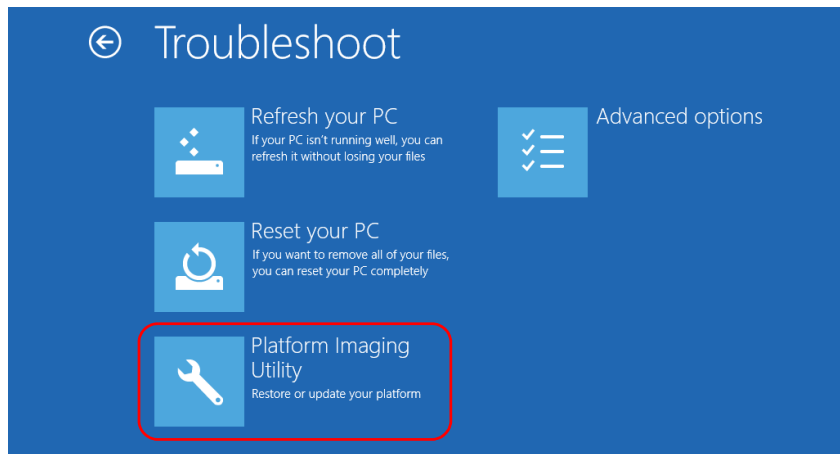 Troubleshoot
Refresh your PC
If your PC isn't running well, you can
refresh it without losing your files
Advanced options
Reset your PC
If you want to remove all of your files,
you can reset your PC completely
Platform Imaging
Utility
Restore or update your platform